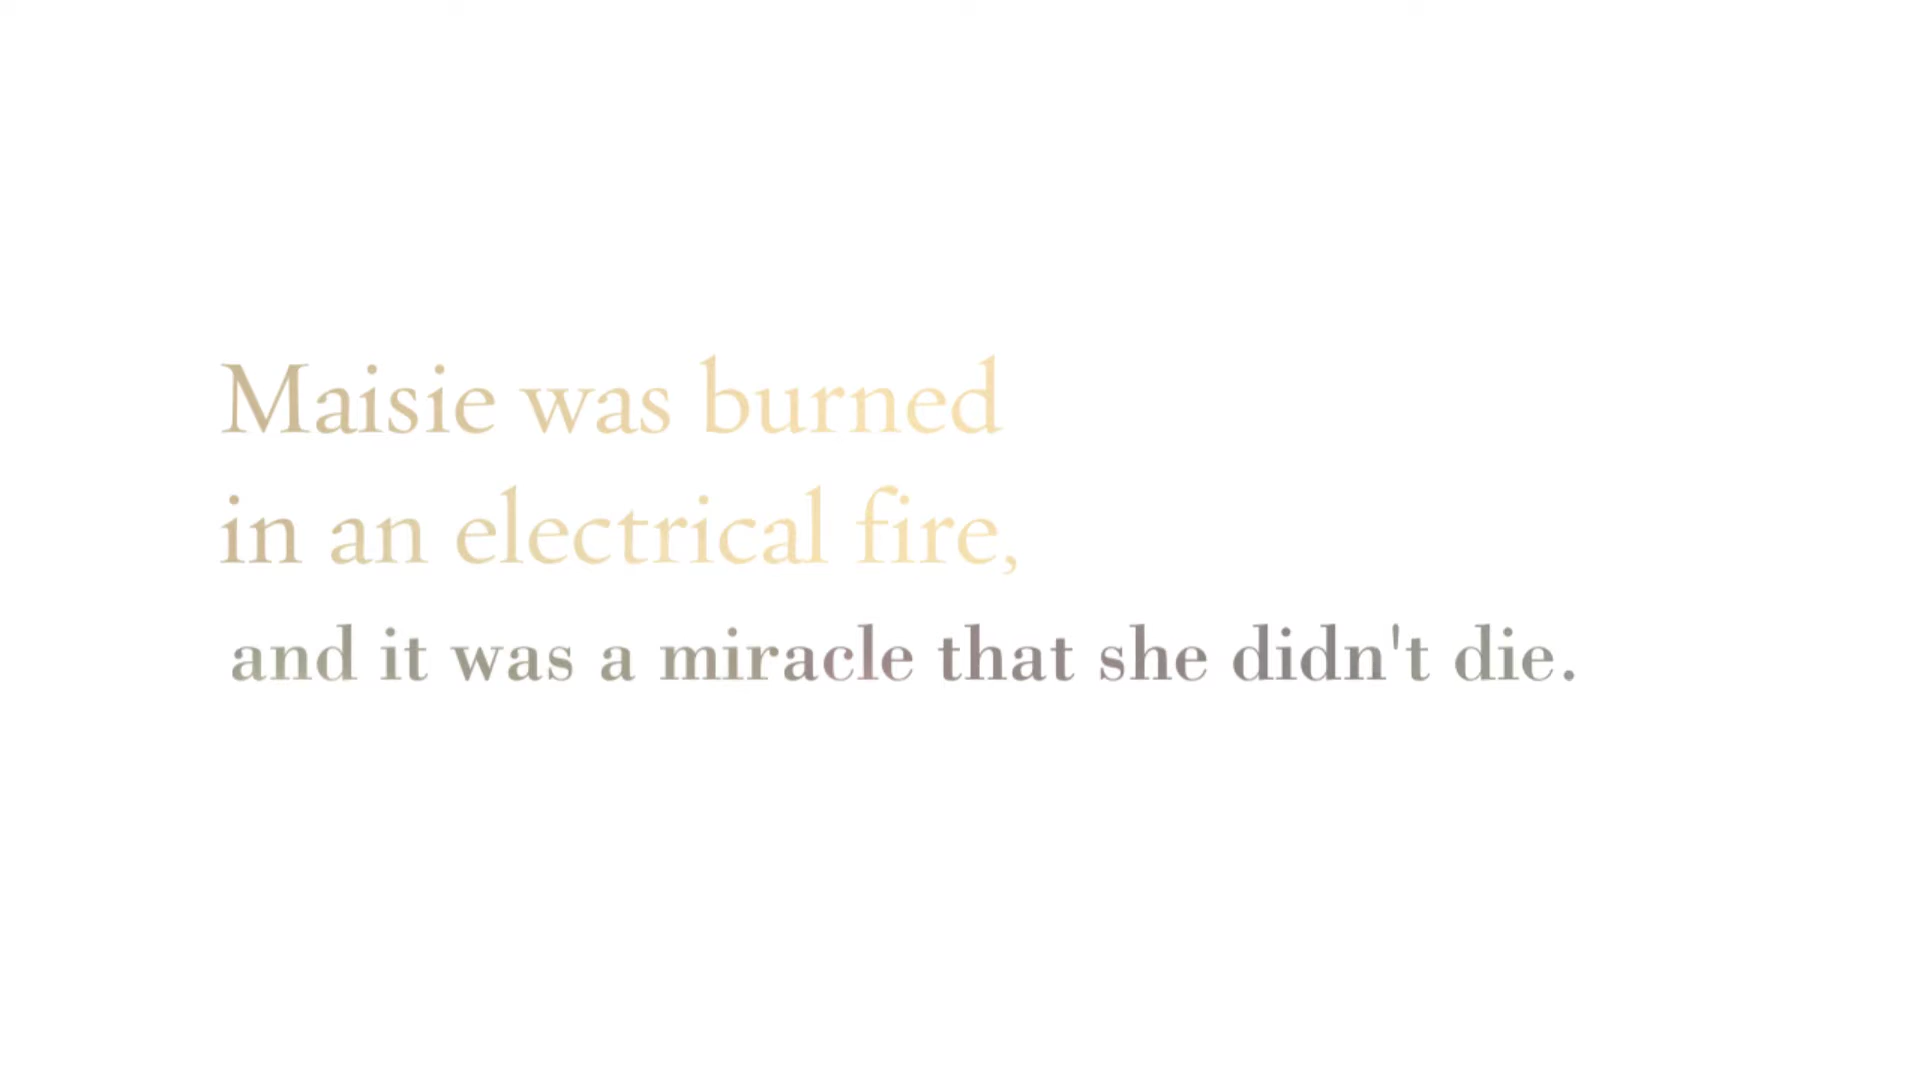 Maisie was burned
in an electrical fire,
and it was a miracle that she didn't die.